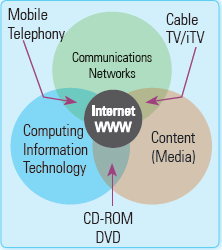 Mobile
Telephony
Cable
TV/iTV
Communications
Networks
Internet
WWW
Computing
Information
Technology
Content
(Media)
CD-ROM
DVD